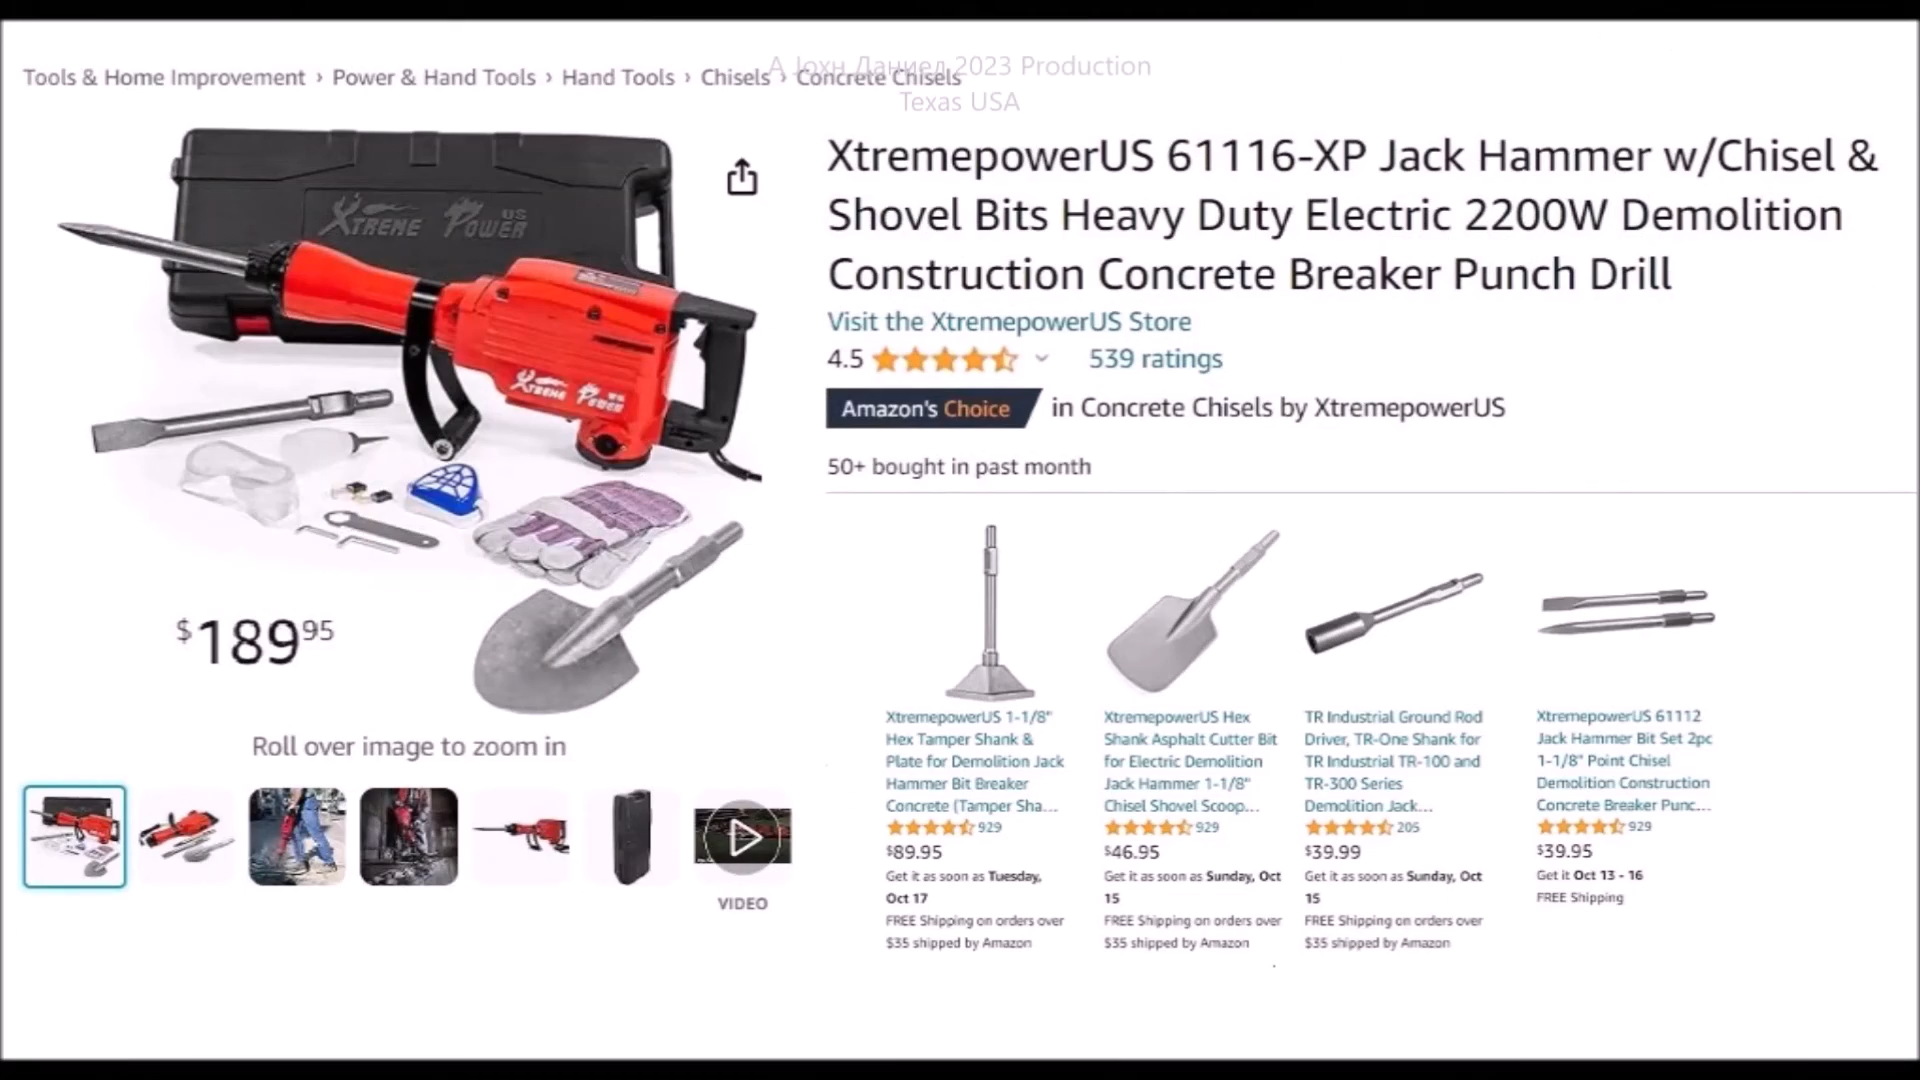 A Јохн Даниел 2023 Production
Texas USA
Tools & Home Improvement › Power & Hand Tools › Hand Tools › Chisels › Concrete Chisels
XTREME POWER US
XTREME POWER US
$189 95
Roll over image to zoom in
VIDEO
XtremepowerUS 61116-XP Jack Hammer w/Chisel &
Shovel Bits Heavy Duty Electric 2200W Demolition
Construction Concrete Breaker Punch Drill
Visit the XtremepowerUS Store
4.5 539 ratings
Amazon's Choice in Concrete Chisels by XtremepowerUS
50+ bought in past month
XtremepowerUS 1-1/8"
Hex Tamper Shank &
Plate for Demolition Jack
Hammer Bit Breaker
Concrete (Tamper Sha...
929
$89.95
Get it as soon as Tuesday,
Oct 17
FREE Shipping on orders over
$35 shipped by Amazon
XtremepowerUS Hex
Shank Asphalt Cutter Bit
for Electric Demolition
Jack Hammer 1-1/8"
Chisel Shovel Scoop...
929
$46.95
Get it as soon as Sunday, Oct
15
FREE Shipping on orders over
$35 shipped by Amazon
TR Industrial Ground Rod
Driver, TR-One Shank for
TR Industrial TR-100 and
TR-300 Series
Demolition Jack...
205
$39.99
Get it as soon as Sunday, Oct
15
FREE Shipping on orders over
$35 shipped by Amazon
XtremepowerUS 61112
Jack Hammer Bit Set 2pc
1-1/8" Point Chisel
Demolition Construction
Concrete Breaker Punc...
929
$39.95
Get it Oct 13 - 16
FREE Shipping